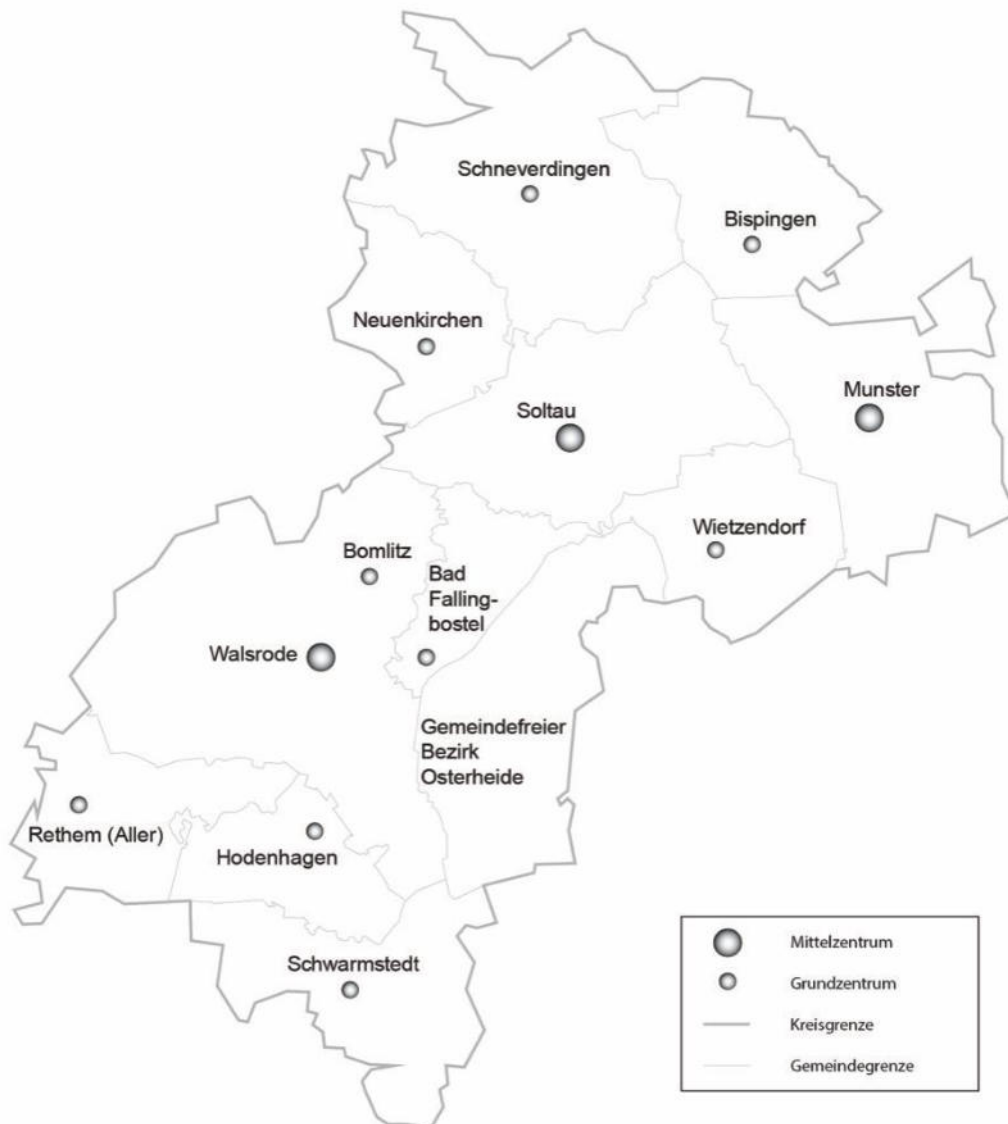 Schneverdingen
Bispingen
Neuenkirchen
Munster
Soltau
Wietzendorf
Bomlitz
Bad
Falling-
bostel
Walsrode
Gemeindefreier
Bezirk
Osterheide
Rethem (Aller)
Hodenhagen
Schwarmstedt
Mittelzentrum
Grundzentrum
Kreisgrenze
Gemeindegrenze